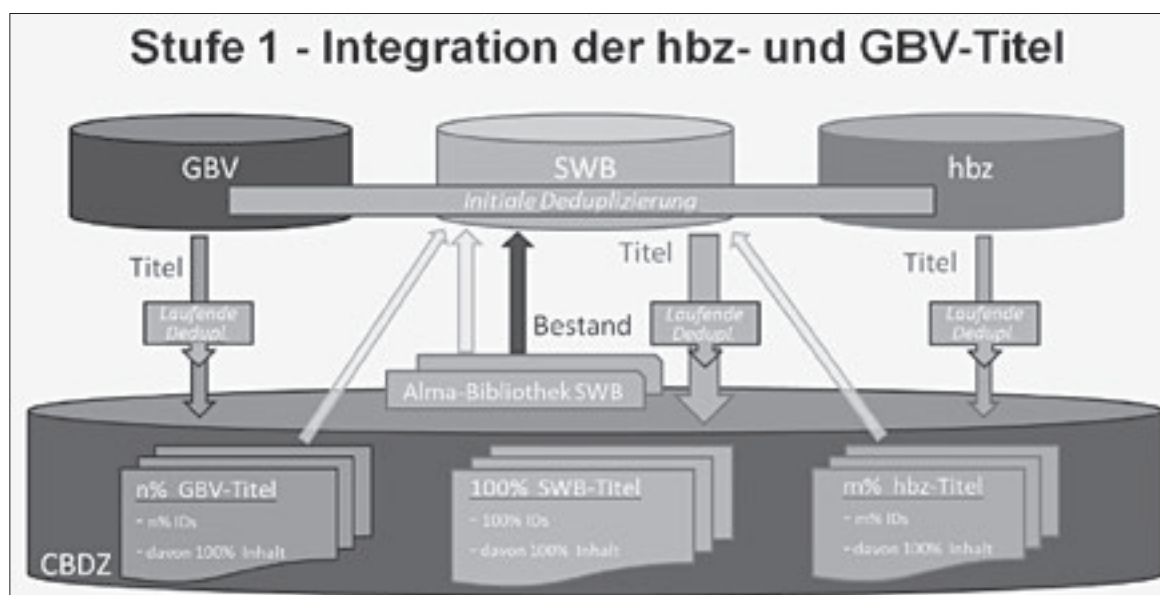 Stufe 1 - Integration der hbz- und GBV-Titel
GBV
SWB
hbz
Initiale Deduplizierung
Titel
Titel
Titel
Laufende
Dedupl.
Laufende
Dedupl.
Laufende
Dedupl.
Bestand
Alma-Bibliothek SWB
n% GBV-Titel
- n% IDs
- davon 100% Inhalt
100% SWB-Titel
- 100% IDs
- davon 100% Inhalt
m% hbz-Titel
- m% IDs
- davon 100% Inhalt
CBDZ